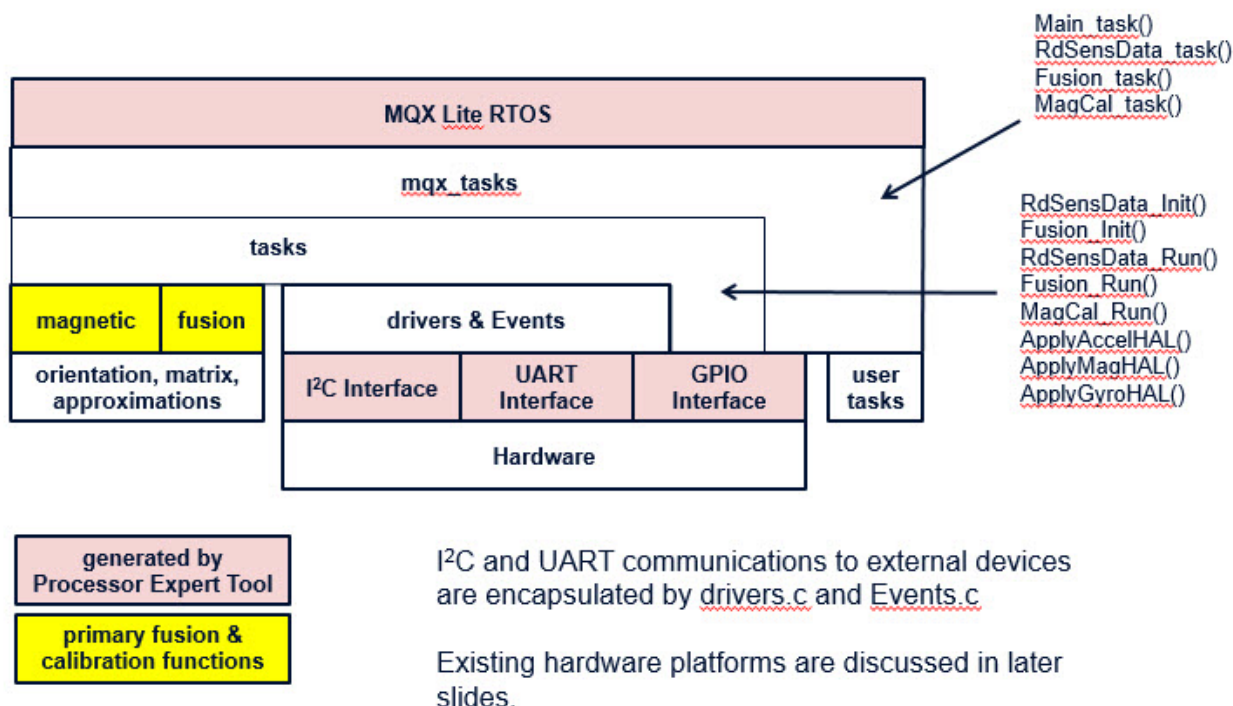 Main_task()
RdSensData_task()
Fusion_task()
MagCal_task()
MQX Lite RTOS
mqx_tasks
RdSensData_Init()
Fusion_Init()
RdSensData_Run()
Fusion_Run()
MagCal_Run()
ApplyAccelHAL()
ApplyMagHAL()
ApplyGyroHAL()
tasks
magnetic
fusion
drivers & Events
orientation, matrix,
approximations
I²C Interface
UART
Interface
GPIO
Interface
user
tasks
Hardware
generated by
Processor Expert Tool
primary fusion &
calibration functions
I²C and UART communications to external devices
are encapsulated by drivers.c and Events.c
Existing hardware platforms are discussed in later
slides.